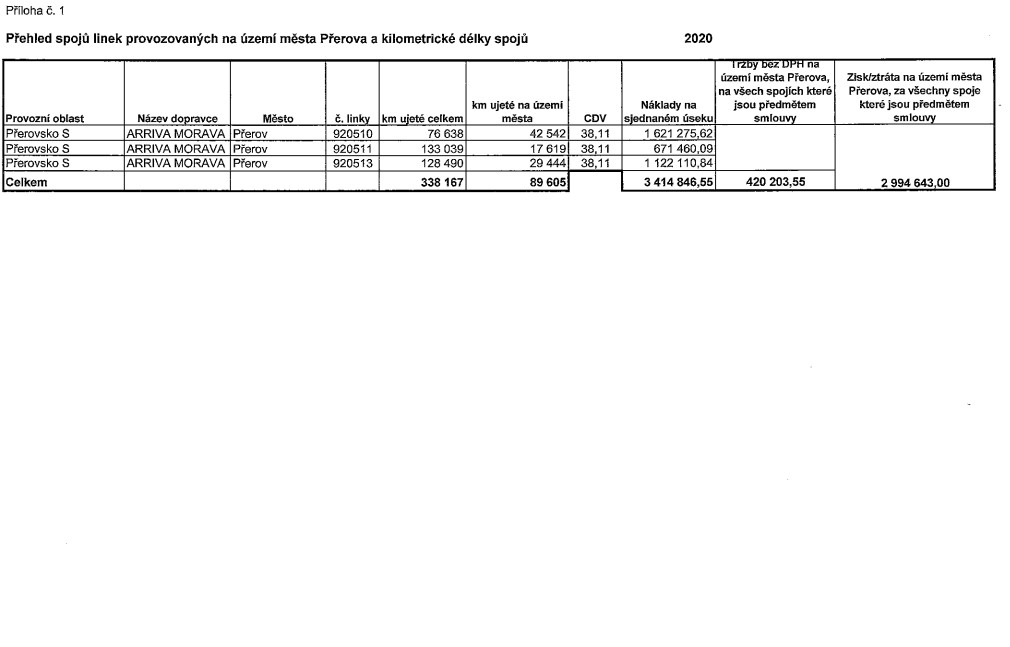 Příloha č. 1
Přehled spojů linek provozovaných na území města Přerova a kilometrické délky spojů 2020
Provozní oblast Název dopravce Město č. linky km ujeté celkem km ujeté na území města CDV Náklady na sjednaném úseku Tržby bez DPH na území města Přerova, na všech spojích které jsou předmětem smlouvy Zisk/ztráta na území města Přerova, za všechny spoje které jsou předmětem smlouvy
Přerovsko S ARRIVA MORAVA Přerov 920510 76 638 42 542 38,11 1 621 275,62
Přerovsko S ARRIVA MORAVA Přerov 920511 133 039 17 619 38,11 671 460,09
Přerovsko S ARRIVA MORAVA Přerov 920513 128 490 29 444 38,11 1 122 110,84
Celkem 338 167 89 605 3 414 846,55 420 203,55 2 994 643,00